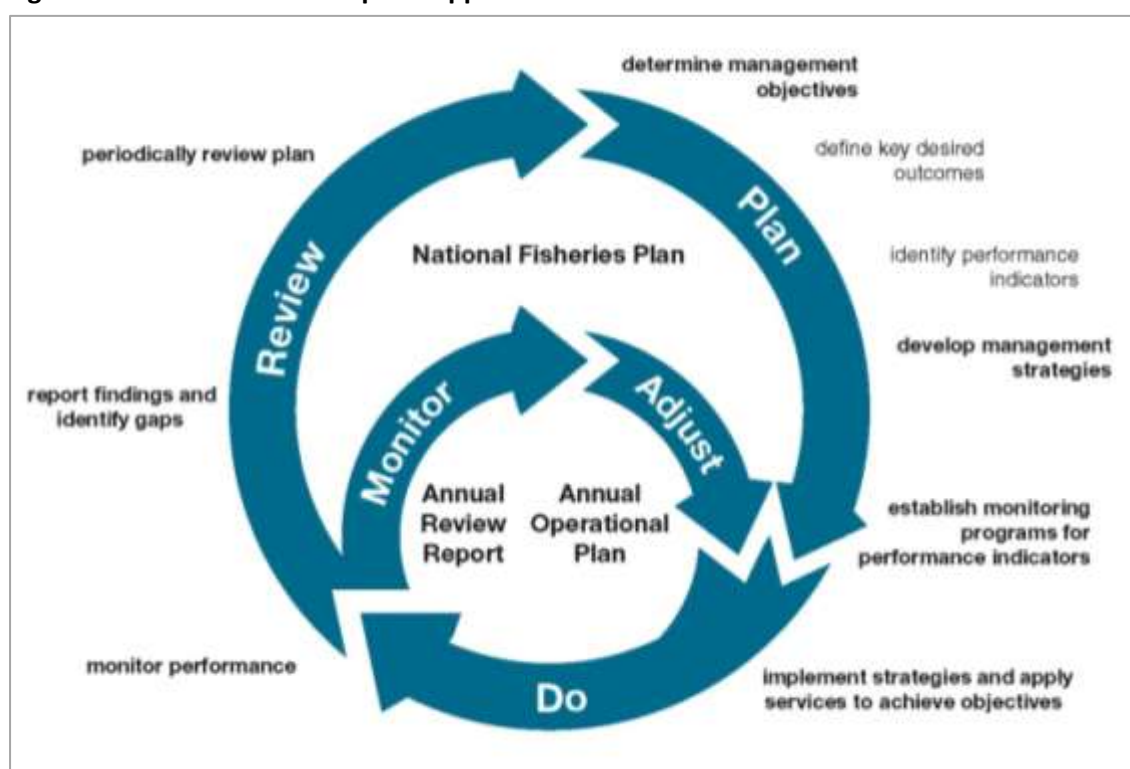 determine management
objectives
define key desired
outcomes
identify performance
indicators
develop management
strategies
establish monitoring
programs for
performance indicators
implement strategies and apply
services to achieve objectives
monitor performance
report findings and
identify gaps
periodically review plan
Plan
Do
Review
National Fisheries Plan
Monitor
Adjust
Annual
Review
Report
Annual
Operational
Plan